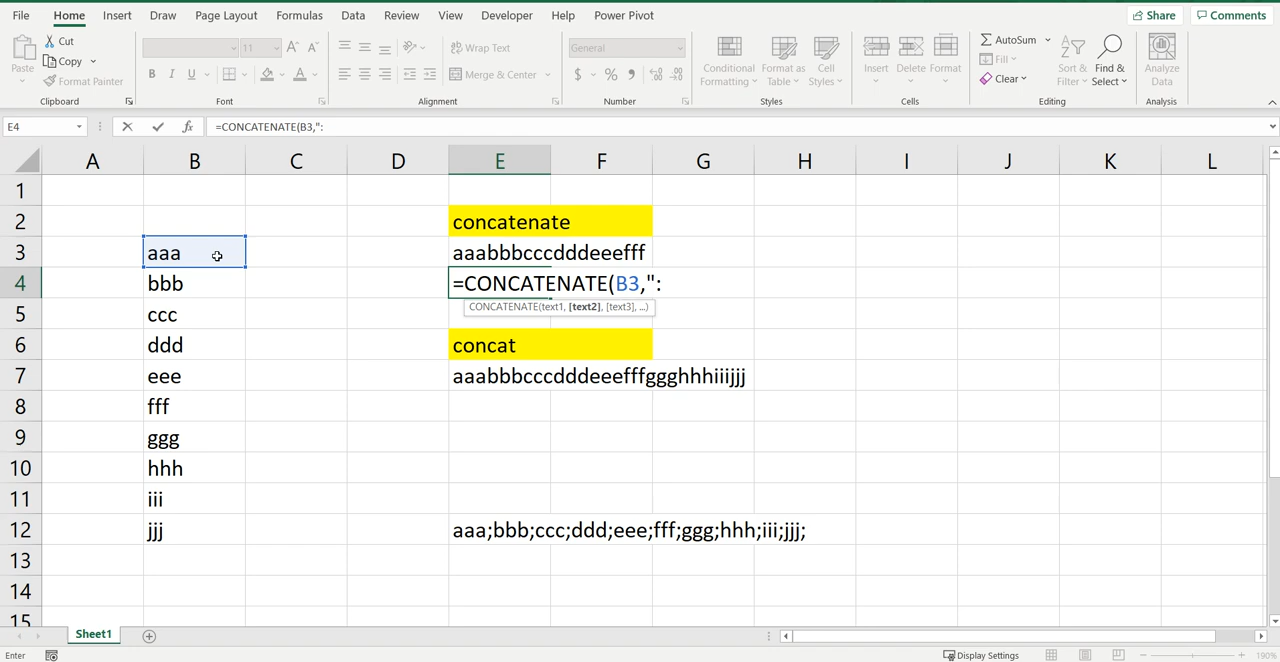 File Home Insert Draw Page Layout Formulas Data Review View Developer Help Power Pivot Share Comments
Paste
Cut
Copy
Format Painter
Clipboard
11 A A
B I U A
Font
Wrap Text
Merge & Center
Alignment
General
$ % 9
Number
Conditional Formatting
Format as Table
Cell Styles
Styles
Insert Delete Format
Cells
AutoSum
Fill
Clear
Sort & Filter
Find & Select
Editing
Analyze Data
Analysis
E4 fx =CONCATENATE(B3,":
A B C D E F G H I J K L
1
2 concatenate
3 aaa aaabbbcccdddeeefff
4 bbb =CONCATENATE(B3,":
CONCATENATE(text1, [text2], [text3], ...)
5 ccc
6 ddd concat
7 eee aaabbbcccdddeeefffggghhhiiijjj
8 fff
9 ggg
10 hhh
11 iii
12 jjj aaa;bbb;ccc;ddd;eee;fff;ggg;hhh;iii;jjj;
13
14
15
Sheet1
Enter Display Settings 190%